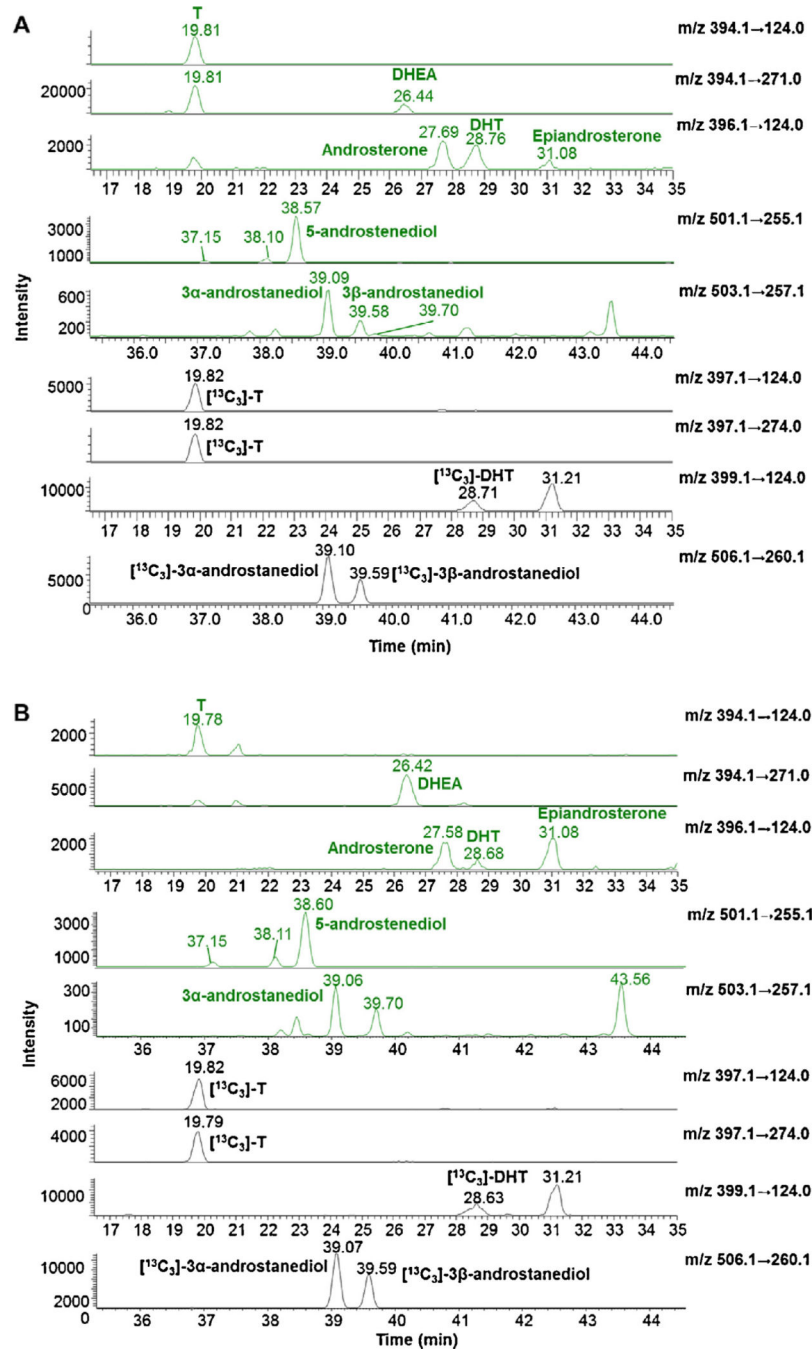 A
T
19.81
m/z 394.1→124.0
20000
19.81
DHEA
26.44
m/z 394.1→271.0
2000
0
Androsterone
27.69
DHT
28.76
Epiandrosterone
31.08
m/z 396.1→124.0
17 18 19 20 21 22 23 24 25 26 27 28 29 30 31 32 33 34 35
3000
1000
37.15
38.10
38.57
5-androstenediol
m/z 501.1→255.1
600
200
3α-androstanediol
39.09
3β-androstanediol
39.58
39.70
m/z 503.1→257.1
36.0 37.0 38.0 39.0 40.0 41.0 42.0 43.0 44.0
Intensity
5000
19.82
[¹³C₃]-T
m/z 397.1→124.0
19.82
[¹³C₃]-T
m/z 397.1→274.0
10000
[¹³C₃]-DHT
28.71
31.21
m/z 399.1→124.0
17 18 19 20 21 22 23 24 25 26 27 28 29 30 31 32 33 34 35
5000
0
[¹³C₃]-3α-androstanediol
39.10
39.59
[¹³C₃]-3β-androstanediol
m/z 506.1→260.1
36.0 37.0 38.0 39.0 40.0 41.0 42.0 43.0 44.0
Time (min)
B
2000
T
19.78
m/z 394.1→124.0
5000
26.42
DHEA
m/z 394.1→271.0
2000
0
Androsterone
27.58
DHT
28.68
Epiandrosterone
31.08
m/z 396.1→124.0
17 18 19 20 21 22 23 24 25 26 27 28 29 30 31 32 33 34 35
3000
1000
37.15
38.11
38.60
5-androstenediol
m/z 501.1→255.1
300
100
3α-androstanediol
39.06
39.70
43.56
m/z 503.1→257.1
36 37 38 39 40 41 42 43 44
Intensity
6000
2000
19.82
[¹³C₃]-T
m/z 397.1→124.0
4000
19.79
[¹³C₃]-T
m/z 397.1→274.0
10000
[¹³C₃]-DHT
28.63
31.21
m/z 399.1→124.0
17 18 19 20 21 22 23 24 25 26 27 28 29 30 31 32 33 34 35
10000
2000
0
[¹³C₃]-3α-androstanediol
39.07
39.59
[¹³C₃]-3β-androstanediol
m/z 506.1→260.1
36 37 38 39 40 41 42 43 44
Time (min)